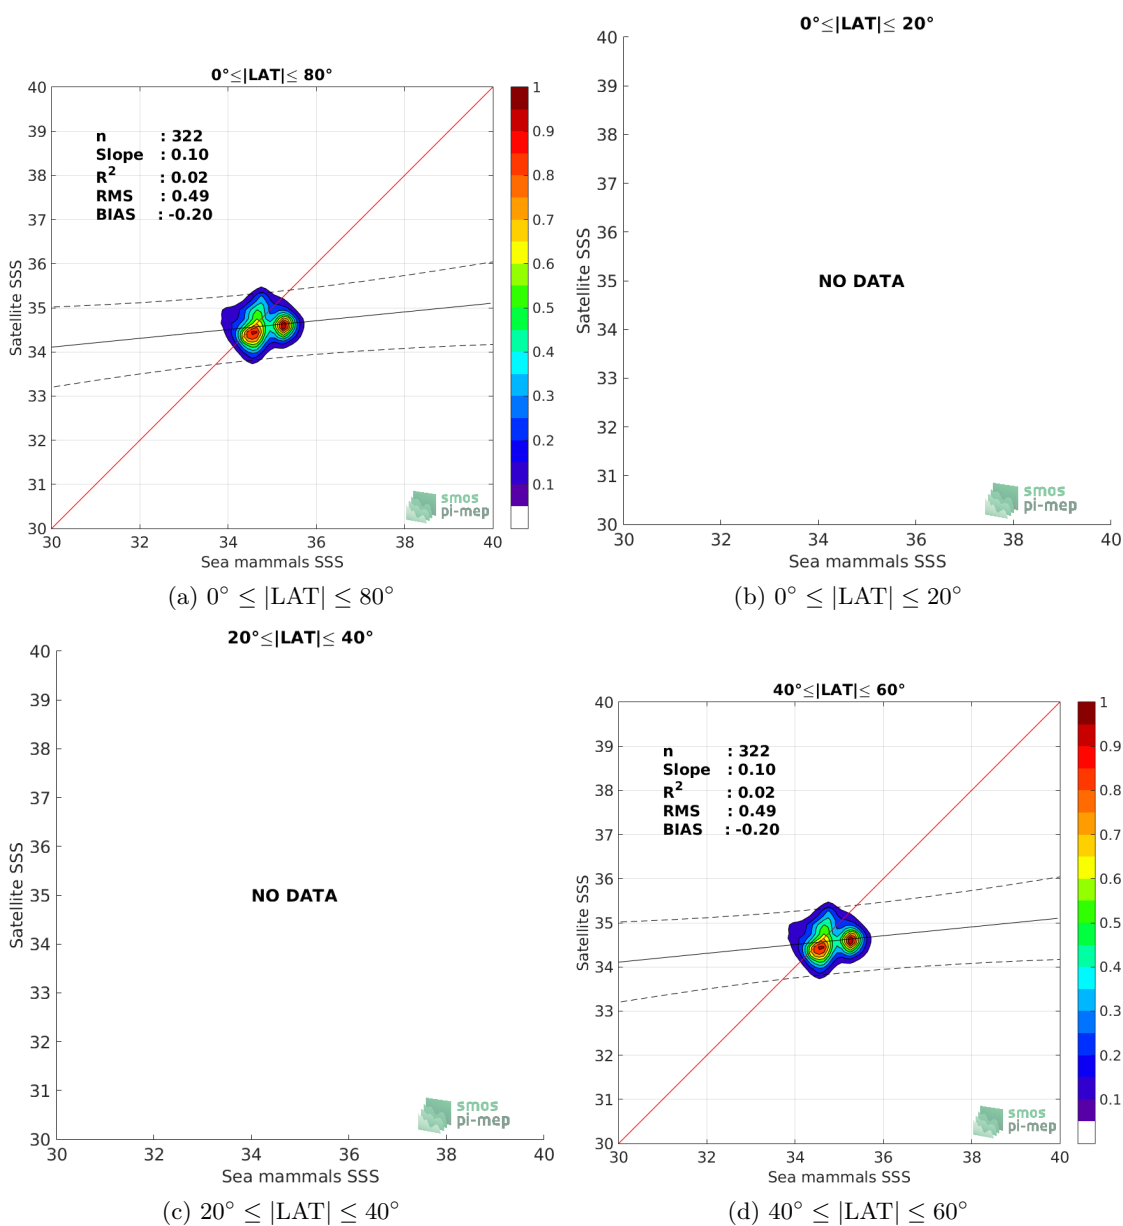 0°≤|LAT|≤ 80°
40
39
38
37
36
35
34
33
32
31
30
Satellite SSS
n : 322
Slope : 0.10
R2 : 0.02
RMS : 0.49
BIAS : -0.20
smos
pi-mep
30 32 34 36 38 40
Sea mammals SSS
1
0.9
0.8
0.7
0.6
0.5
0.4
0.3
0.2
0.1
(a) 0° ≤ |LAT| ≤ 80°
0°≤|LAT|≤ 20°
40
39
38
37
36
35
34
33
32
31
30
Satellite SSS
NO DATA
smos
pi-mep
30 32 34 36 38 40
Sea mammals SSS
(b) 0° ≤ |LAT| ≤ 20°
20°≤|LAT|≤ 40°
40
39
38
37
36
35
34
33
32
31
30
Satellite SSS
NO DATA
smos
pi-mep
30 32 34 36 38 40
Sea mammals SSS
(c) 20° ≤ |LAT| ≤ 40°
40°≤|LAT|≤ 60°
40
39
38
37
36
35
34
33
32
31
30
Satellite SSS
n : 322
Slope : 0.10
R2 : 0.02
RMS : 0.49
BIAS : -0.20
smos
pi-mep
30 32 34 36 38 40
Sea mammals SSS
1
0.9
0.8
0.7
0.6
0.5
0.4
0.3
0.2
0.1
(d) 40° ≤ |LAT| ≤ 60°